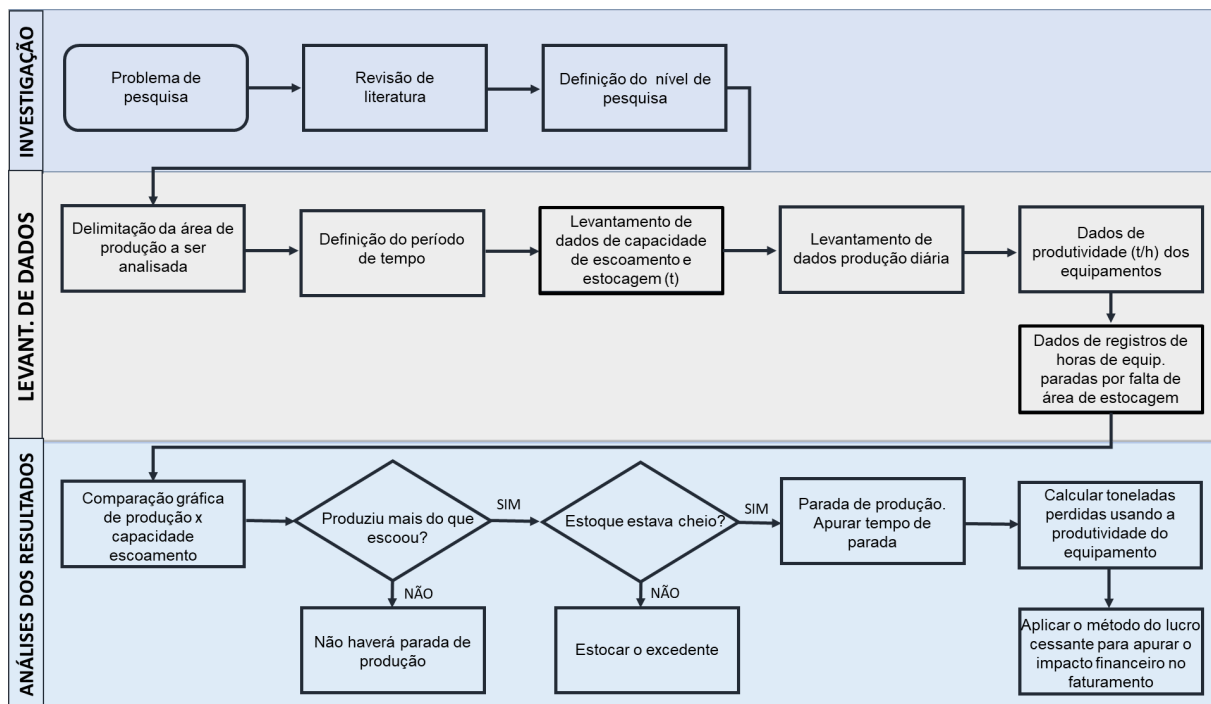 INVESTIGAÇÃO
Problema de
pesquisa
Revisão de
literatura
Definição do nível de
pesquisa
LEVANT. DE DADOS
Delimitação da área de
produção a ser
analisada
Definição do período
de tempo
Levantamento de
dados de capacidade
de escoamento e
estocagem (t)
Levantamento de
dados produção diária
Dados de
produtividade (t/h) dos
equipamentos
Dados de registros de
horas de equip.
paradas por falta de
área de estocagem
ANÁLISES DOS RESULTADOS
Comparação gráfica
de produção x
capacidade
escoamento
Produziu mais do que
escoou?
SIM
NÃO
Não haverá parada de
produção
Estoque estava cheio?
SIM
NÃO
Estocar o excedente
Parada de produção.
Apurar tempo de
parada
Calcular toneladas
perdidas usando a
produtividade do
equipamento
Aplicar o método do lucro
cessante para apurar o
impacto financeiro no
faturamento